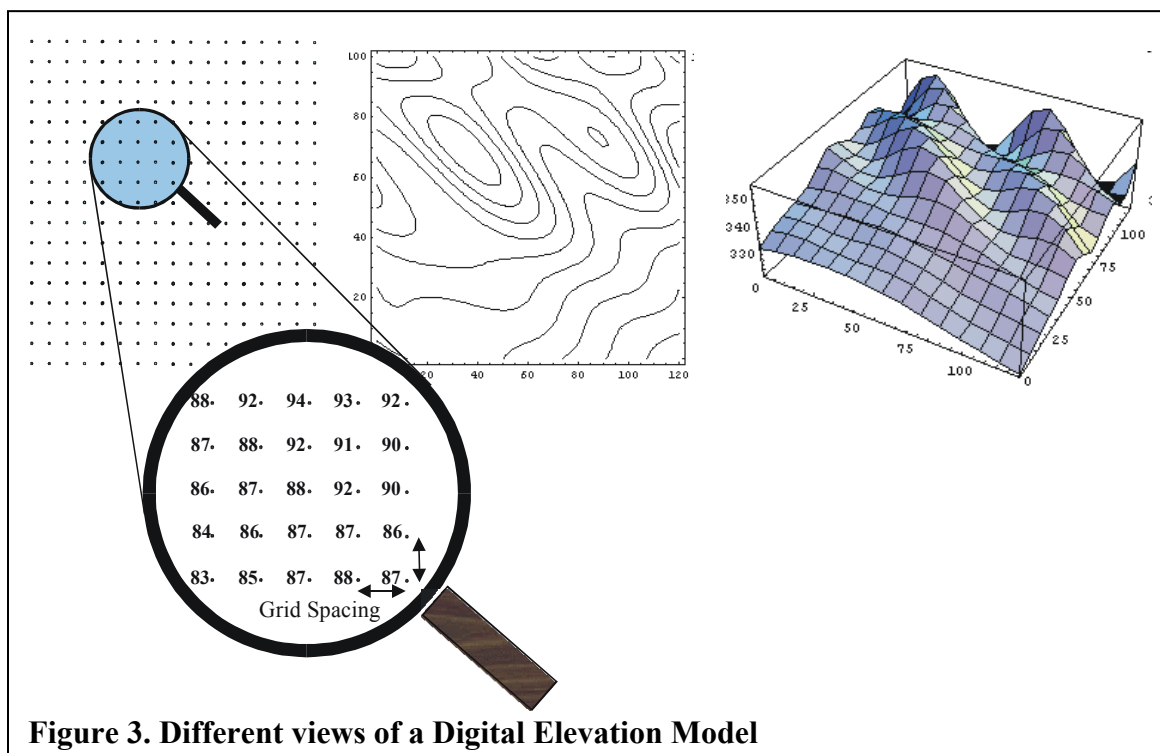 100
80
60
40
20
20 40 60 80 100 120
350
340
330
0
25
50
75
100
0
25
50
75
100
88. 92. 94. 93. 92.
87. 88. 92. 91. 90.
86. 87. 88. 92. 90.
84. 86. 87. 87. 86.
83. 85. 87. 88. 87.
Grid Spacing
Figure 3. Different views of a Digital Elevation Model